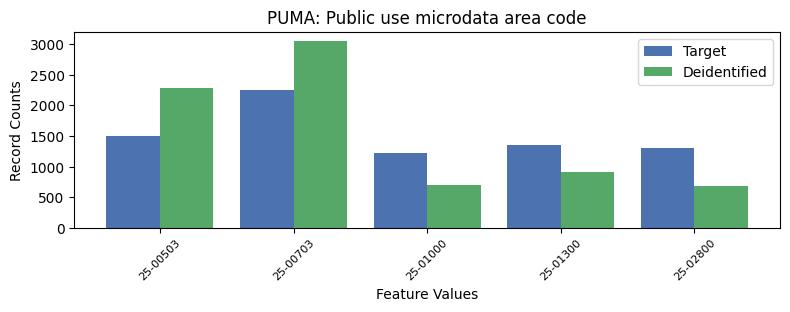 PUMA: Public use microdata area code
Target
Deidentified
Record Counts
3000
2500
2000
1500
1000
500
0
25-00503
25-00703
25-01000
25-01300
25-02800
Feature Values